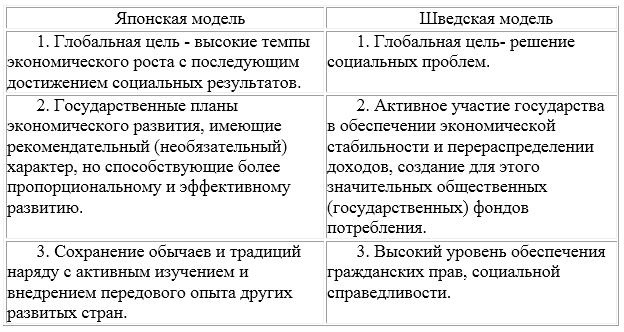 Японская модель
Шведская модель
1. Глобальная цель - высокие темпы
экономического роста с последующим
достижением социальных результатов.
1. Глобальная цель- решение
социальных проблем.
2. Государственные планы
экономического развития, имеющие
рекомендательный (необязательный)
характер, но способствующие более
пропорциональному и эффективному
развитию.
2. Активное участие государства
в обеспечении экономической
стабильности и перераспределении
доходов, создание для этого
значительных общественных
(государственных) фондов
потребления.
3. Сохранение обычаев и традиций
наряду с активным изучением и
внедрением передового опыта других
развитых стран.
3. Высокий уровень обеспечения
гражданских прав, социальной
справедливости.